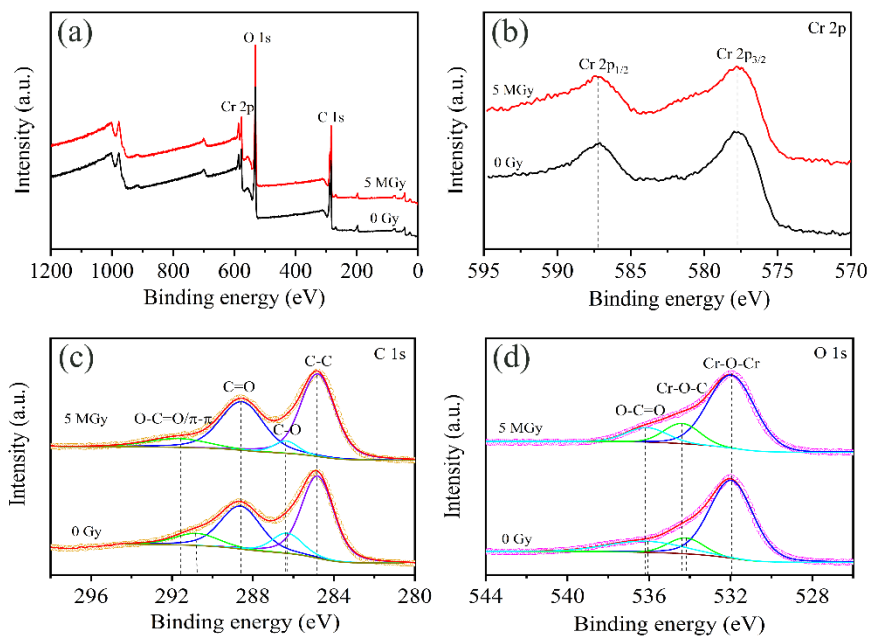 (a)
O 1s
Cr 2p
C 1s
5 MGy
0 Gy
Intensity (a.u.)
1200 1000 800 600 400 200 0
Binding energy (eV)
(b)
Cr 2p
Cr 2p1/2
Cr 2p3/2
5 MGy
0 Gy
Intensity (a.u.)
595 590 585 580 575 570
Binding energy (eV)
(c)
C 1s
C-C
C=O
O-C=O/π-π
C-O
5 MGy
0 Gy
Intensity (a.u.)
296 292 288 284 280
Binding energy (eV)
(d)
O 1s
Cr-O-Cr
Cr-O-C
O-C=O
5 MGy
0 Gy
Intensity (a.u.)
544 540 536 532 528
Binding energy (eV)